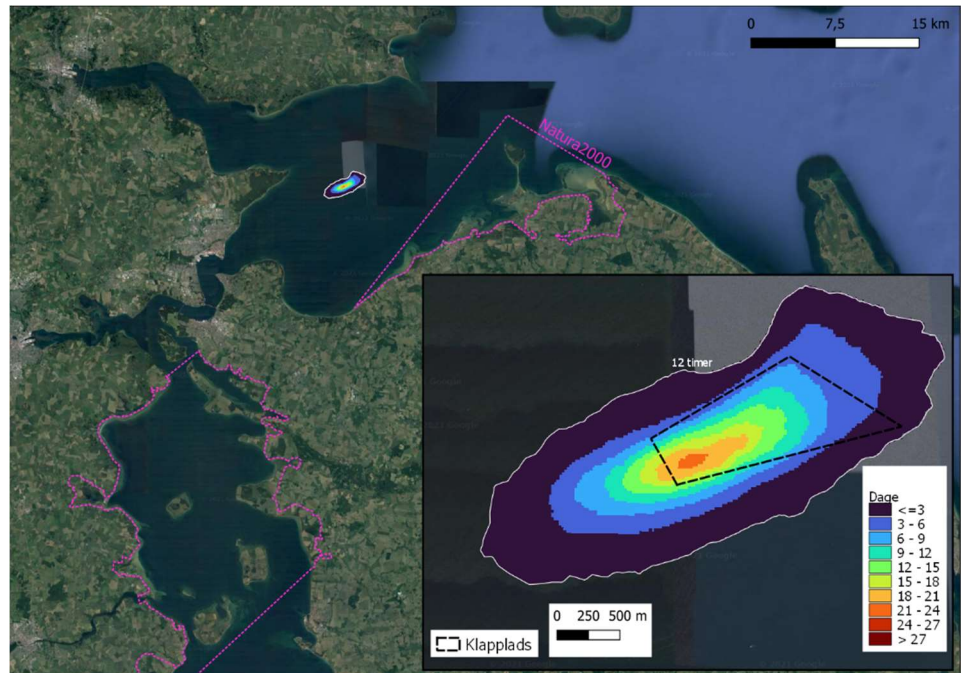 0 7,5 15 km
Natura2000
12 timer
Dage
<=3
3 - 6
6 - 9
9 - 12
12 - 15
15 - 18
18 - 21
21 - 24
24 - 27
> 27
0 250 500 m
Klapplads